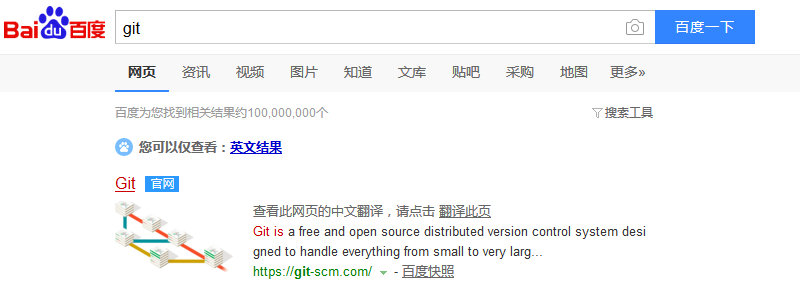 Bai du 百度 git 百度一下
网页 资讯 视频 图片 知道 文库 贴吧 采购 地图 更多»
百度为您找到相关结果约100,000,000个 搜索工具
您可以仅查看：英文结果
Git 官网
查看此网页的中文翻译，请点击 翻译此页
Git is a free and open source distributed version control system desi
gned to handle everything from small to very larg...
https://git-scm.com/ - 百度快照